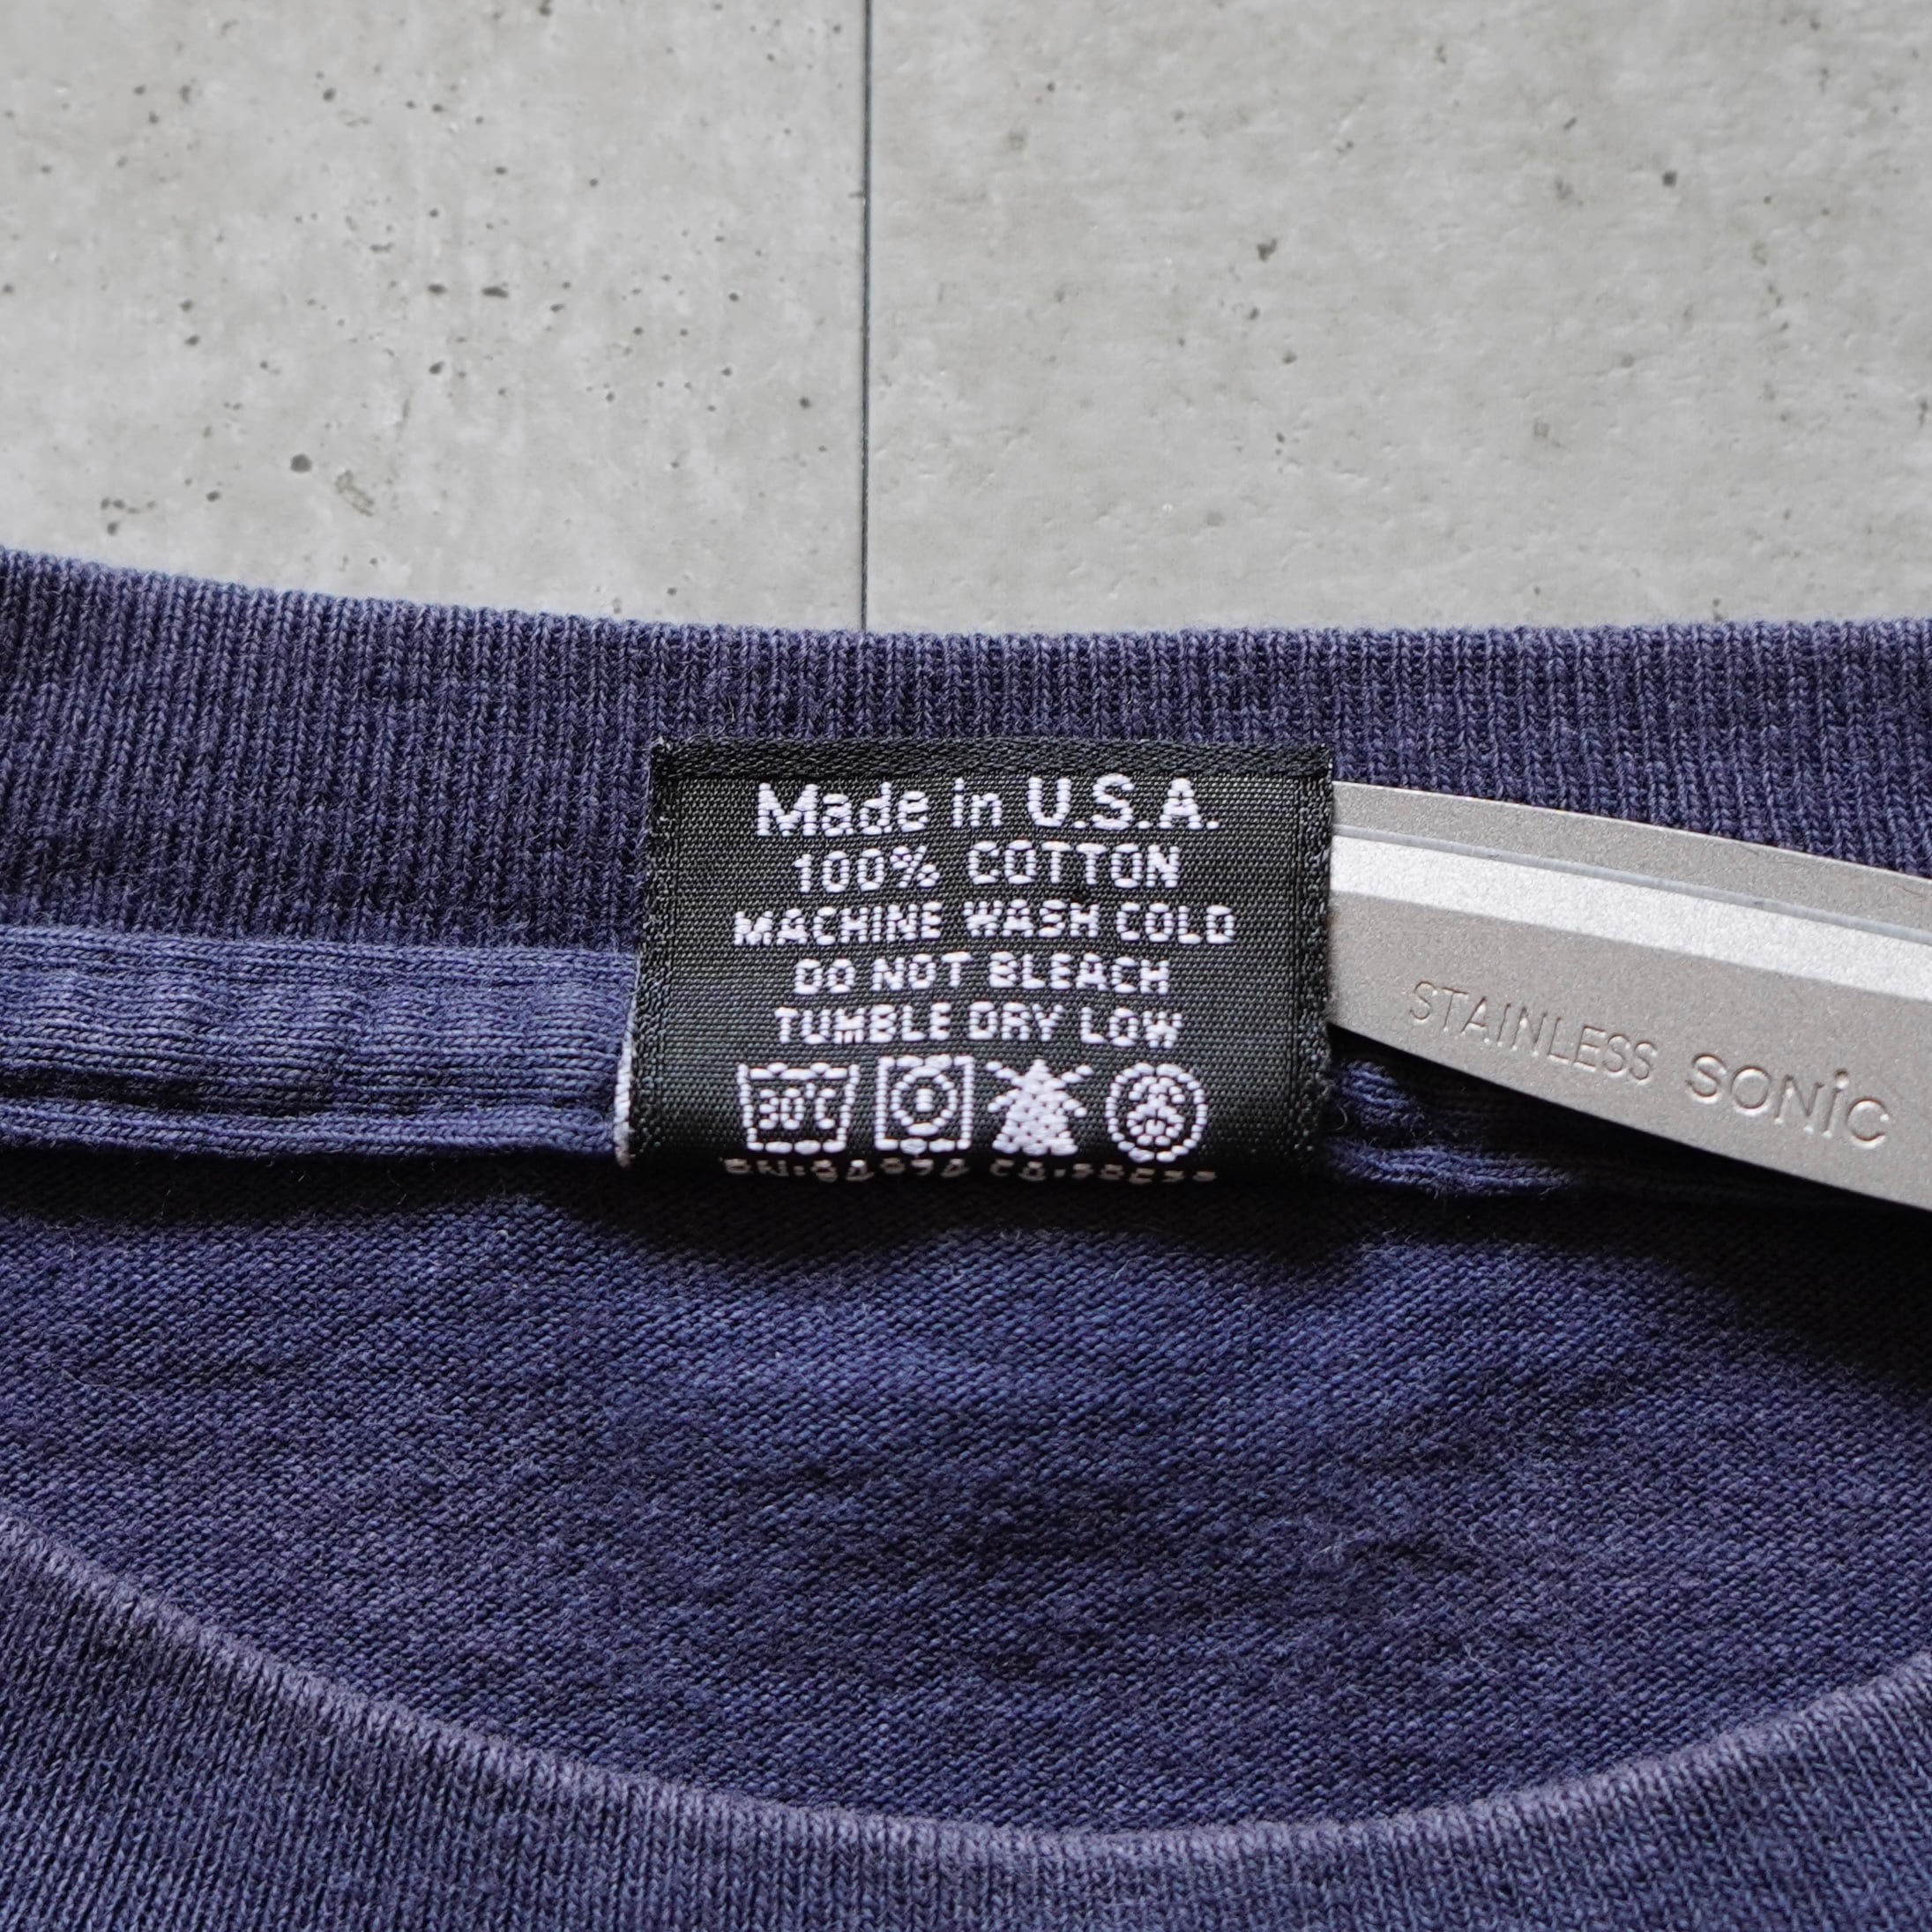 Made in U.S.A.
100% COTTON
MACHINE WASH COLD
DO NOT BLEACH
TUMBLE DRY LOW
30°C
STAINLESS SONiC